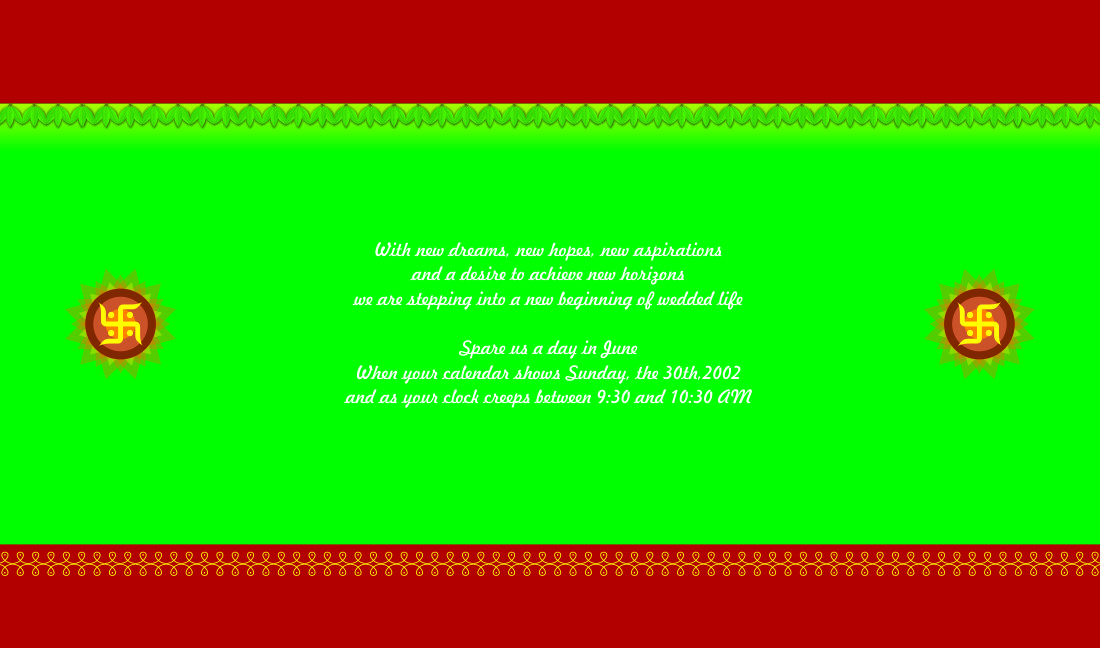 With new dreams, new hopes, new aspirations
and a desire to achieve new horizons
we are stepping into a new beginning of wedded life
Spare us a day in June
When your calendar shows Sunday, the 30th,2002
and as your clock creeps between 9:30 and 10:30 AM